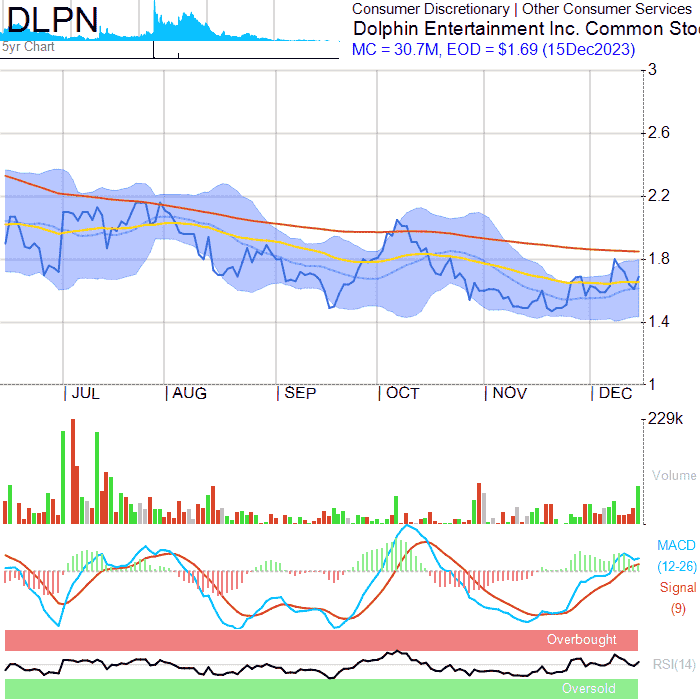 DLPN
5yr Chart
Consumer Discretionary | Other Consumer Services
Dolphin Entertainment Inc. Common Sto
MC = 30.7M, EOD = $1.69 (15Dec2023)
3
2.6
2.2
1.8
1.4
1
JUL AUG SEP OCT NOV DEC
229k
Volume
MACD
(12-26)
Signal
(9)
Overbought
RSI(14)
Oversold